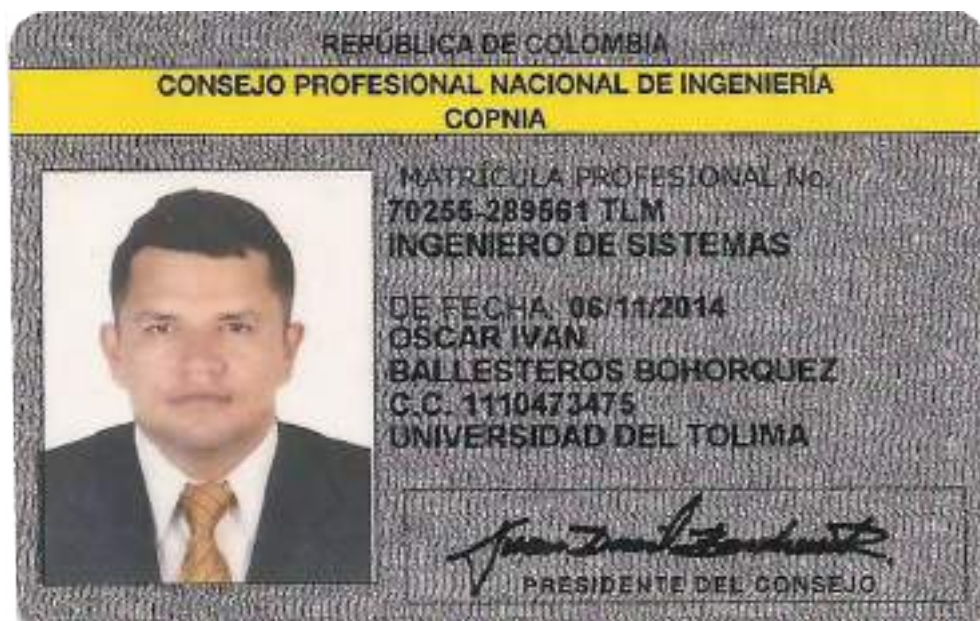 REPÚBLICA DE COLOMBIA
CONSEJO PROFESIONAL NACIONAL DE INGENIERÍA
COPNIA
MATRÍCULA PROFESIONAL No.
70255-289561 TLM
INGENIERO DE SISTEMAS
DE FECHA: 06/11/2014
OSCAR IVAN
BALLESTEROS BOHORQUEZ
C.C. 1110473475
UNIVERSIDAD DEL TOLIMA
PRESIDENTE DEL CONSEJO